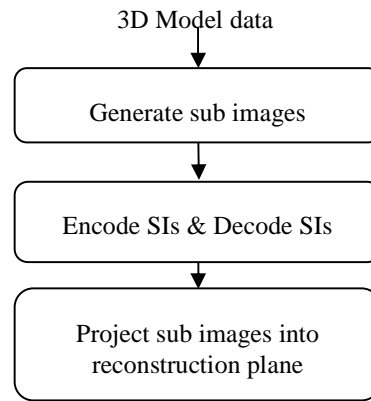 3D Model data
Generate sub images
Encode SIs & Decode SIs
Project sub images into
reconstruction plane